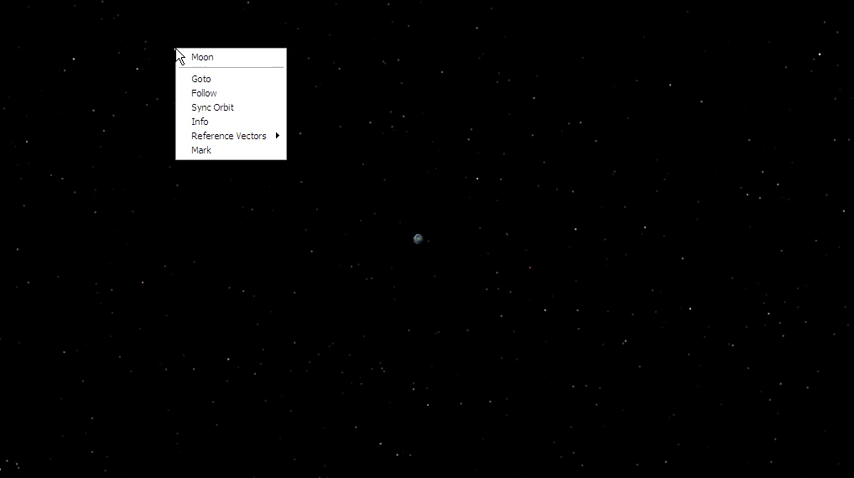 Moon
Goto
Follow
Sync Orbit
Info
Reference Vectors
Mark